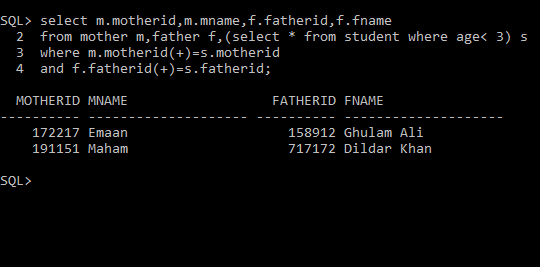 SQL> select m.motherid,m.mname,f.fatherid,f.fname
2 from mother m,father f,(select * from student where age< 3) s
3 where m.motherid(+)=s.motherid
4 and f.fatherid(+)=s.fatherid;
MOTHERID MNAME FATHERID FNAME
---------- -------------------- ---------- --------------------
172217 Emaan 158912 Ghulam Ali
191151 Maham 717172 Dildar Khan
SQL>